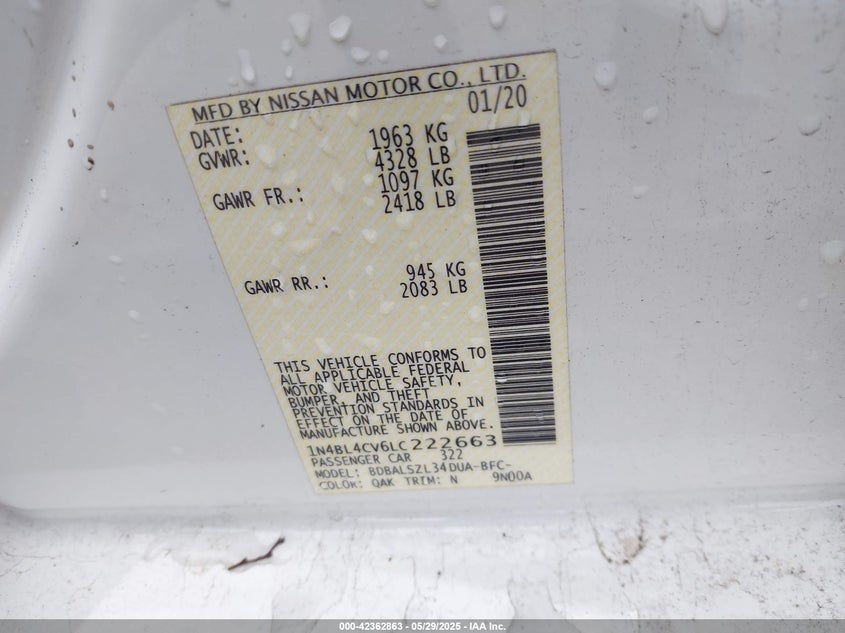 MFD BY NISSAN MOTOR CO., LTD.
DATE: 01/20
GVWR: 1963 KG
4328 LB
GAWR FR.: 1097 KG
2418 LB
GAWR RR.: 945 KG
2083 LB
THIS VEHICLE CONFORMS TO
ALL APPLICABLE FEDERAL
MOTOR VEHICLE SAFETY,
BUMPER, AND THEFT
PREVENTION STANDARDS IN
EFFECT ON THE DATE OF
MANUFACTURE SHOWN ABOVE.
1N4BL4CV6LC222663
PASSENGER CAR 322
MODEL: BDBALSZL34DUA-BFC-
COLOR: QAK TRIM: N 9N00A
000-42362863 - 05/29/2025 - IAA Inc.